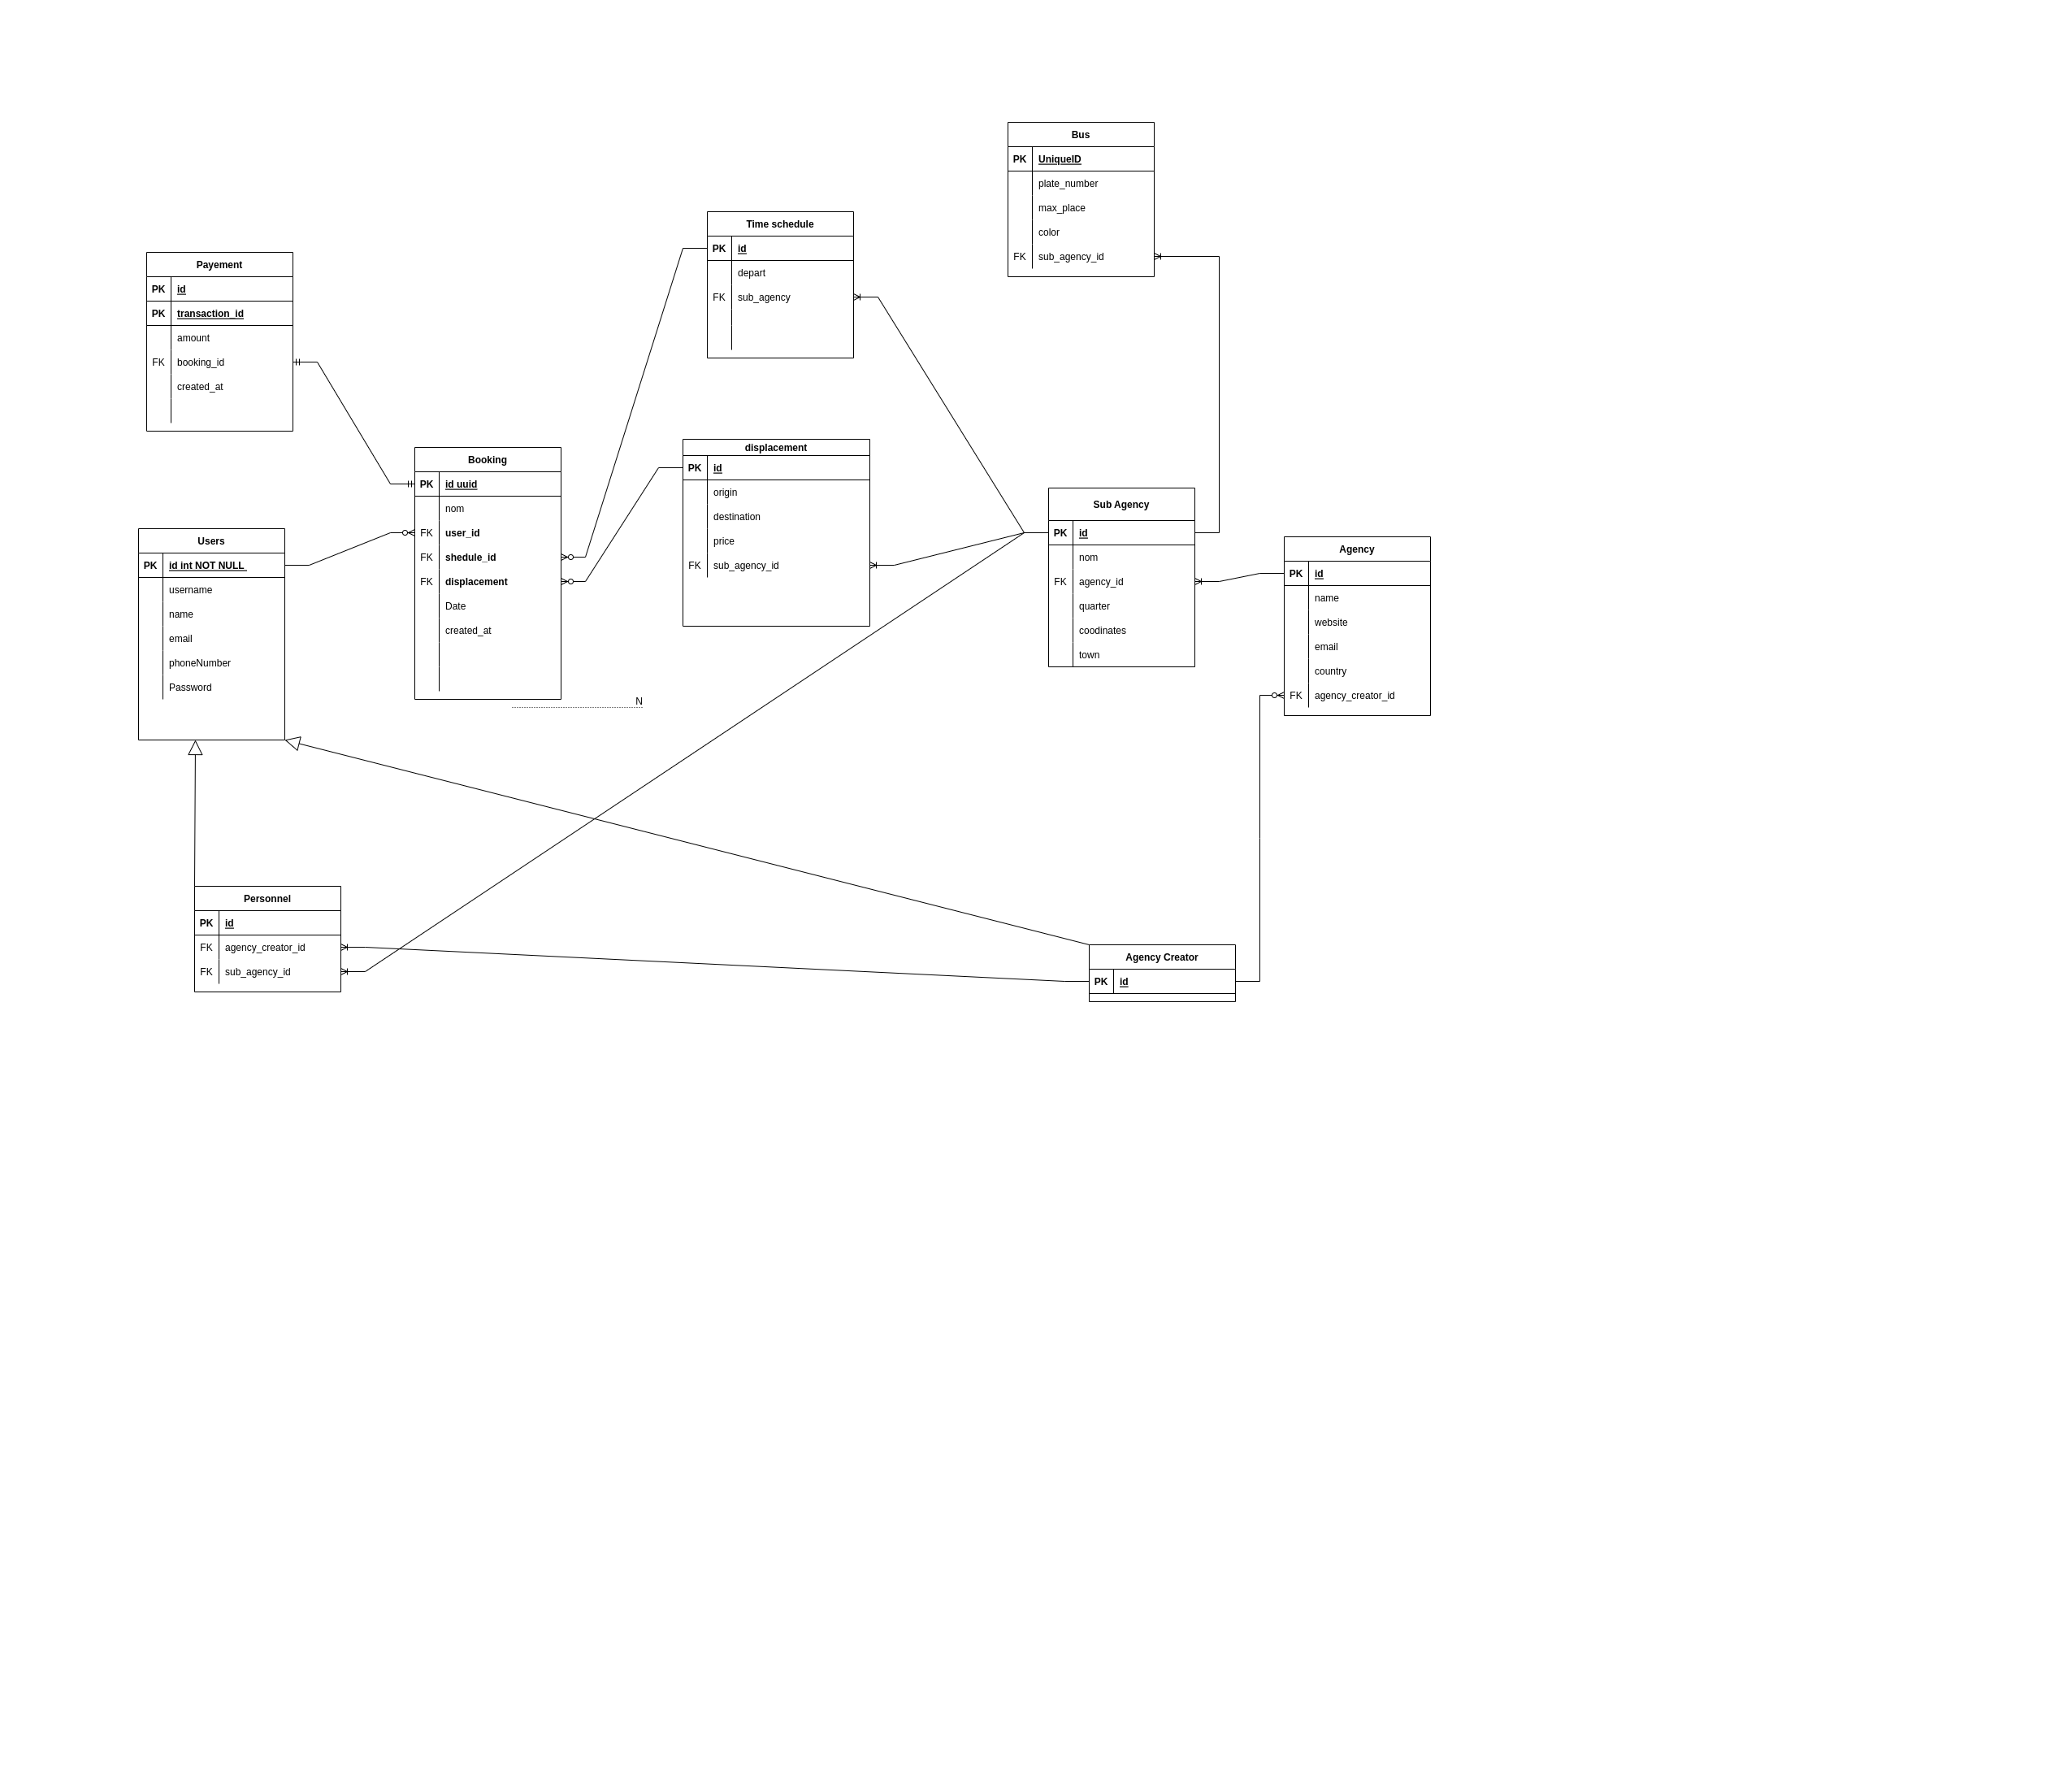 Bus
PK UniqueID
plate_number
max_place
color
FK sub_agency_id
Time schedule
PK id
depart
FK sub_agency
Payement
PK id
PK transaction_id
amount
FK booking_id
created_at
Booking
PK id uuid
nom
FK user_id
FK shedule_id
FK displacement
Date
created_at
N
displacement
PK id
origin
destination
price
FK sub_agency_id
Sub Agency
PK id
nom
FK agency_id
quarter
coodinates
town
Users
PK id int NOT NULL
username
name
email
phoneNumber
Password
Agency
PK id
name
website
email
country
FK agency_creator_id
Personnel
PK id
FK agency_creator_id
FK sub_agency_id
Agency Creator
PK id